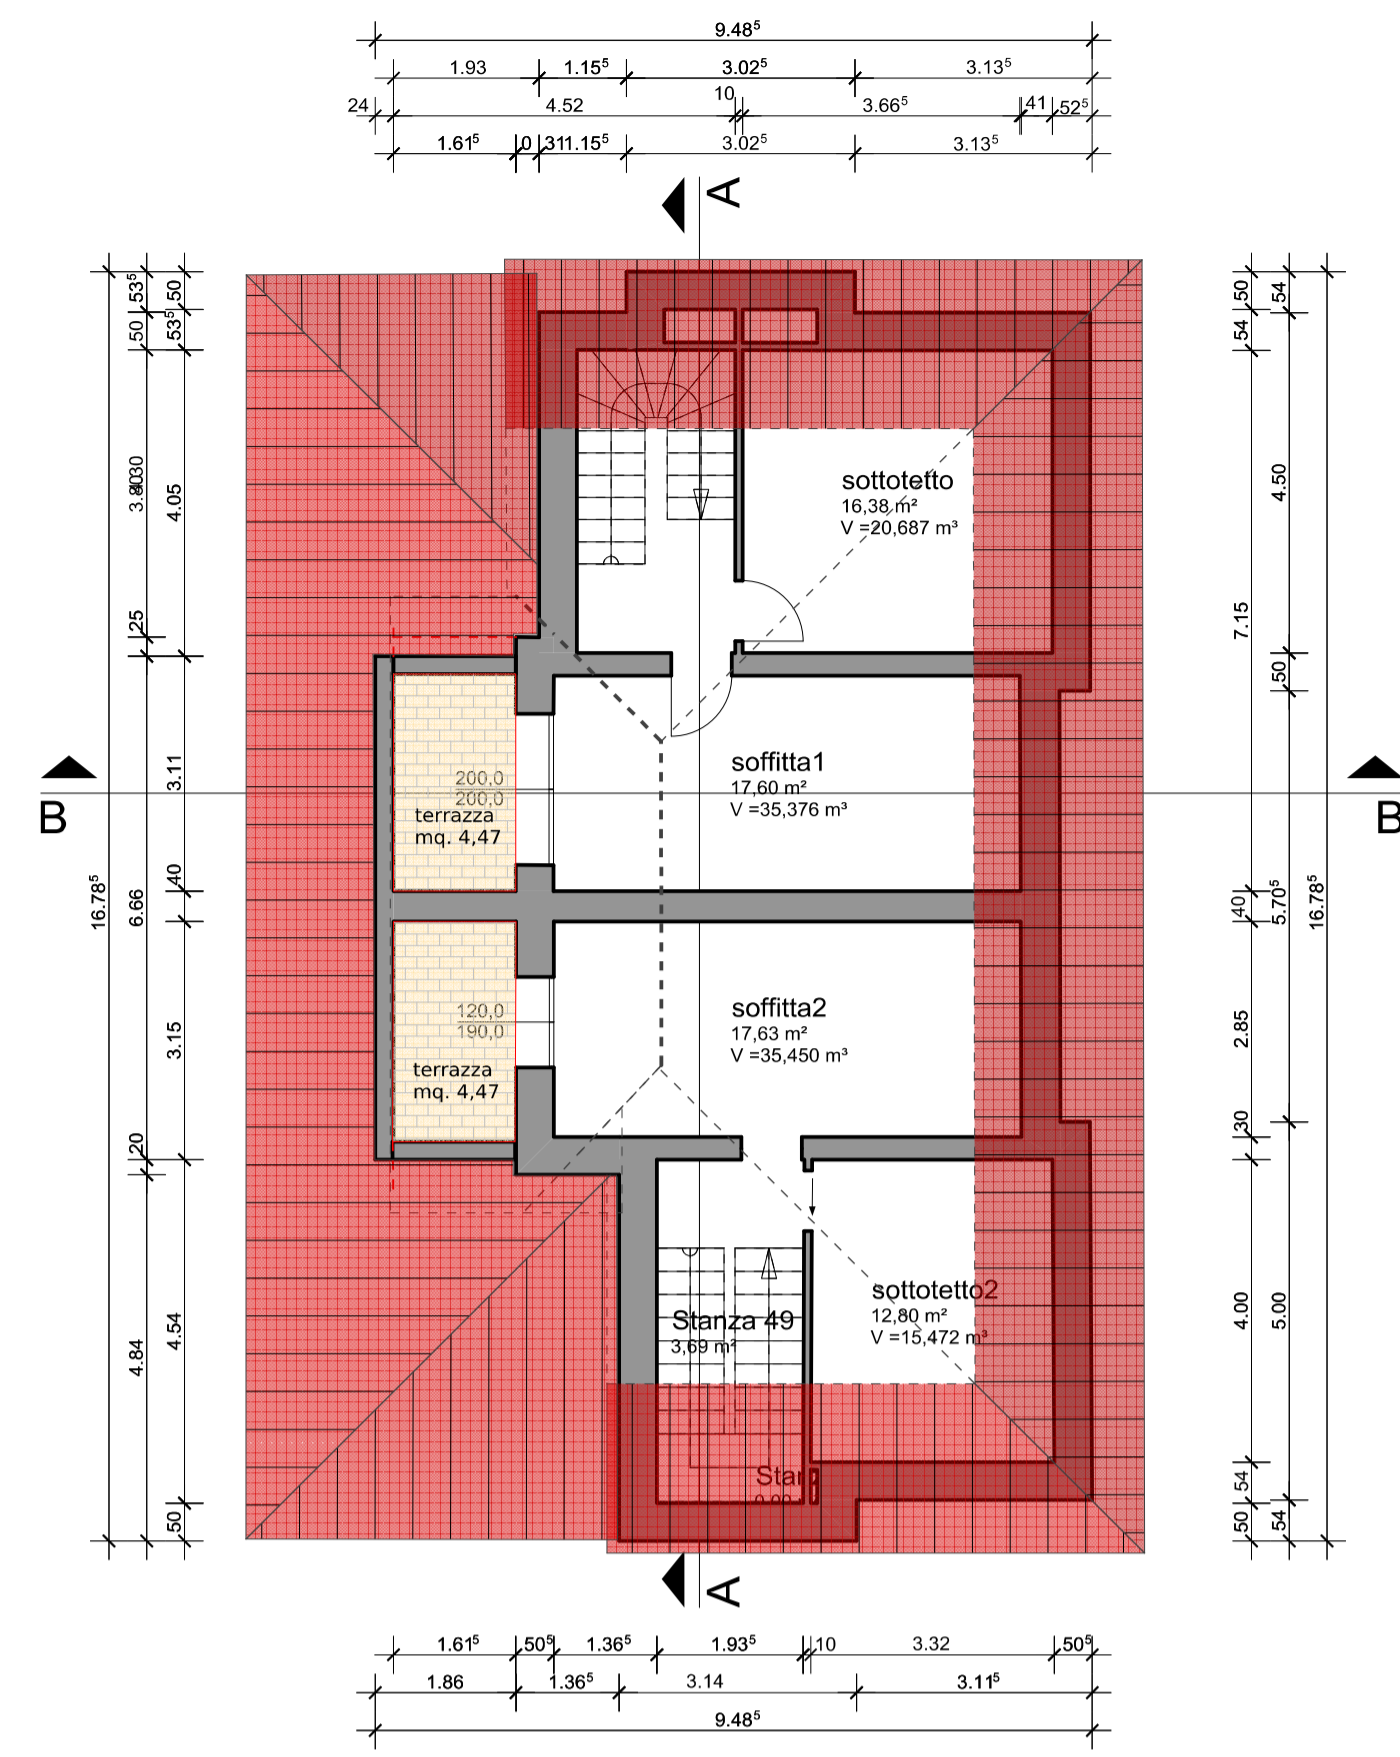 9.48⁵
1.93 1.15⁵ 3.02⁵ 3.13⁵
24 4.52 10 3.66⁵ 41 52⁵
1.61⁵ 0 31 1.15⁵ 3.02⁵ 3.13⁵
A
53⁵ 50
50 53⁵
4.05
25
3.11
40
16.78⁵
6.66
3.15
20
4.54
4.84
50
50 54
54
4.50
7.15
50
40 5.70⁵
16.78⁵
2.85
30
4.00 5.00
54
50 54
sottotetto
16,38 m²
V =20,687 m³
soffitta1
17,60 m²
V =35,376 m³
200,0
200,0
terrazza
mq. 4,47
B
B
soffitta2
17,63 m²
V =35,450 m³
120,0
190,0
terrazza
mq. 4,47
sottotetto2
12,80 m²
V =15,472 m³
Stanza 49
3,69 m²
A
1.61⁵ 50⁵ 1.36⁵ 1.93⁵ 10 3.32 50⁵
1.86 1.36⁵ 3.14 3.11⁵
9.48⁵